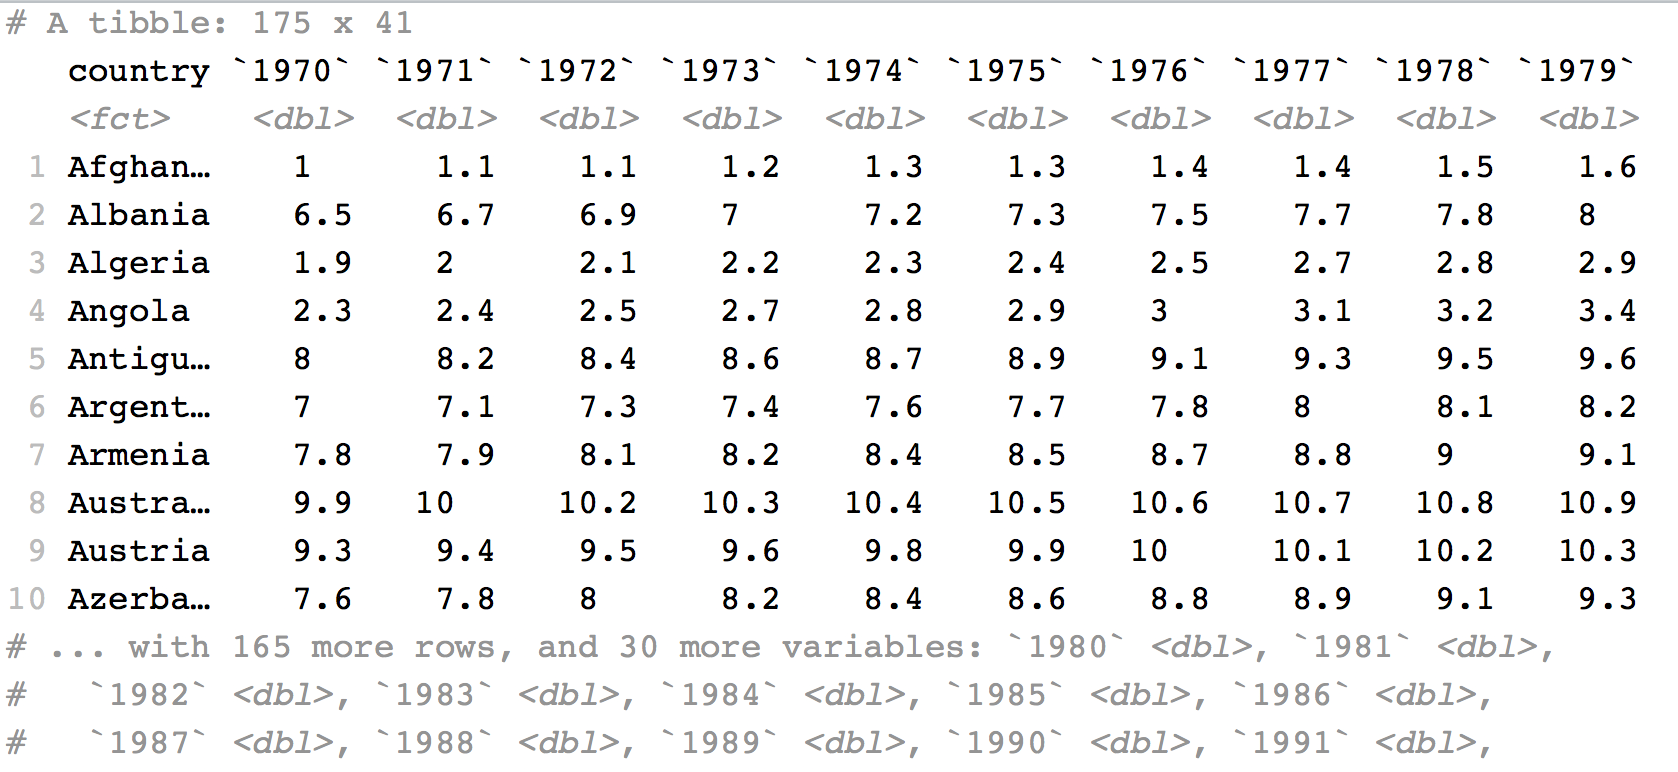 # A tibble: 175 x 41
country `1970` `1971` `1972` `1973` `1974` `1975` `1976` `1977` `1978` `1979`
<fct> <dbl> <dbl> <dbl> <dbl> <dbl> <dbl> <dbl> <dbl> <dbl> <dbl>
1 Afghan… 1 1.1 1.1 1.2 1.3 1.3 1.4 1.4 1.5 1.6
2 Albania 6.5 6.7 6.9 7 7.2 7.3 7.5 7.7 7.8 8
3 Algeria 1.9 2 2.1 2.2 2.3 2.4 2.5 2.7 2.8 2.9
4 Angola 2.3 2.4 2.5 2.7 2.8 2.9 3 3.1 3.2 3.4
5 Antigu… 8 8.2 8.4 8.6 8.7 8.9 9.1 9.3 9.5 9.6
6 Argent… 7 7.1 7.3 7.4 7.6 7.7 7.8 8 8.1 8.2
7 Armenia 7.8 7.9 8.1 8.2 8.4 8.5 8.7 8.8 9 9.1
8 Austra… 9.9 10 10.2 10.3 10.4 10.5 10.6 10.7 10.8 10.9
9 Austria 9.3 9.4 9.5 9.6 9.8 9.9 10 10.1 10.2 10.3
10 Azerba… 7.6 7.8 8 8.2 8.4 8.6 8.8 8.9 9.1 9.3
# ... with 165 more rows, and 30 more variables: `1980` <dbl>, `1981` <dbl>,
# `1982` <dbl>, `1983` <dbl>, `1984` <dbl>, `1985` <dbl>, `1986` <dbl>,
# `1987` <dbl>, `1988` <dbl>, `1989` <dbl>, `1990` <dbl>, `1991` <dbl>,